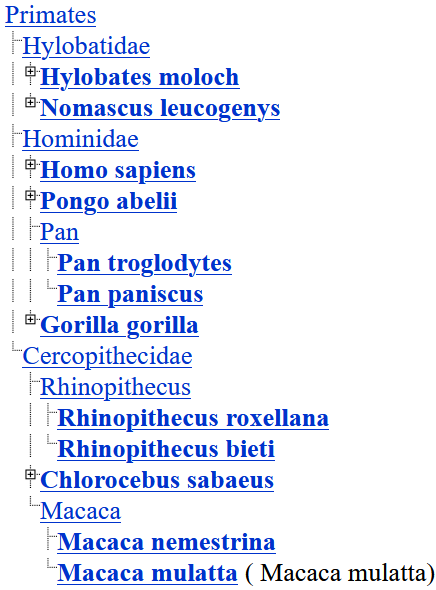 Primates
Hylobatidae
Hylobates moloch
Nomascus leucogenys
Hominidae
Homo sapiens
Pongo abelii
Pan
Pan troglodytes
Pan paniscus
Gorilla gorilla
Cercopithecidae
Rhinopithecus
Rhinopithecus roxellana
Rhinopithecus bieti
Chlorocebus sabaeus
Macaca
Macaca nemestrina
Macaca mulatta ( Macaca mulatta)